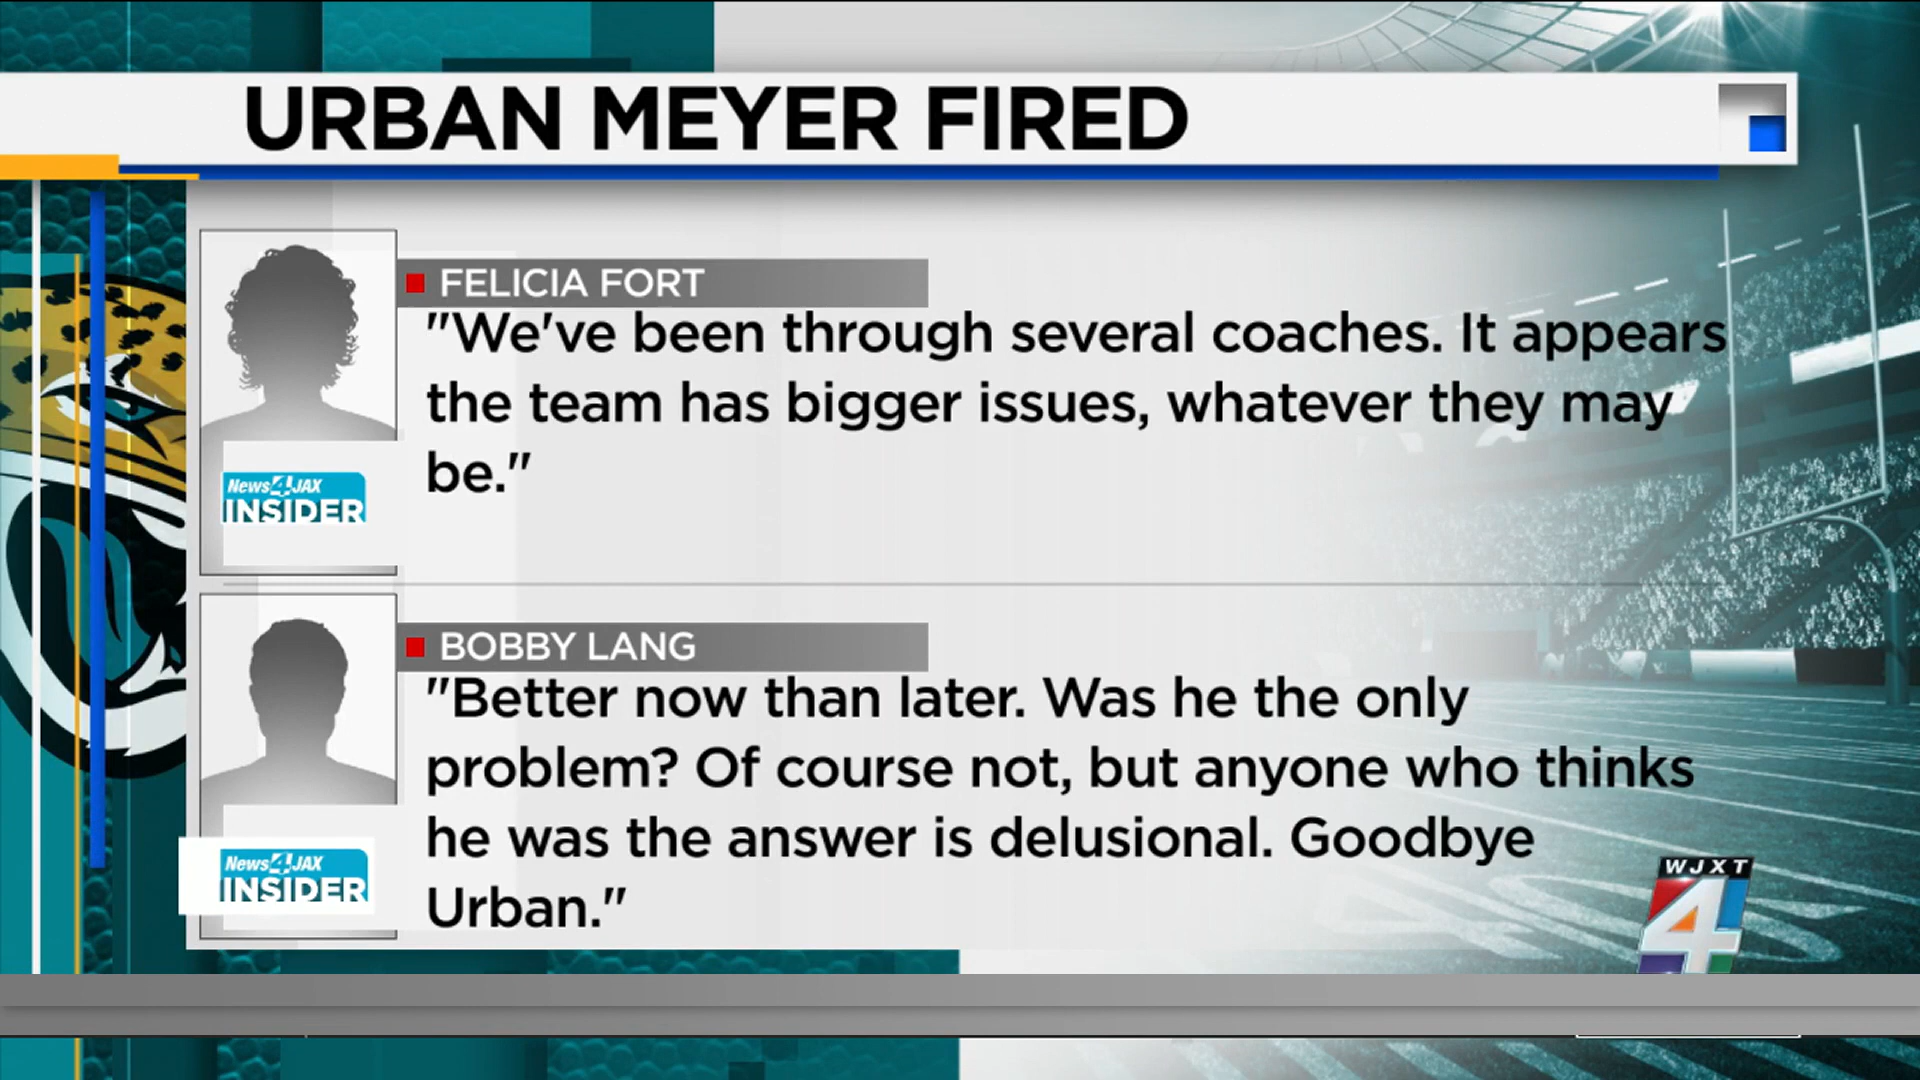 URBAN MEYER FIRED
FELICIA FORT
"We've been through several coaches. It appears
the team has bigger issues, whatever they may
be."
News4JAX
INSIDER
BOBBY LANG
"Better now than later. Was he the only
problem? Of course not, but anyone who thinks
he was the answer is delusional. Goodbye
Urban."
News4JAX
INSIDER
WJXT
4